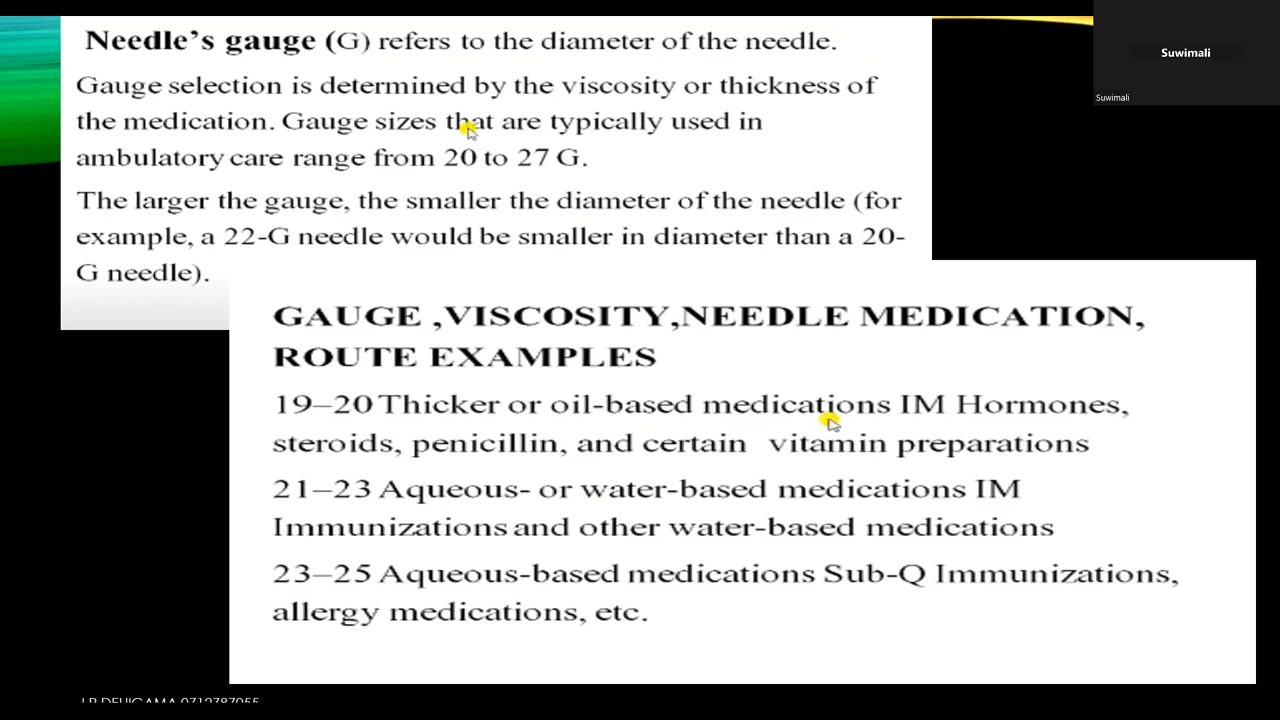 Needle's gauge (G) refers to the diameter of the needle.
Gauge selection is determined by the viscosity or thickness of
the medication. Gauge sizes that are typically used in
ambulatory care range from 20 to 27 G.
The larger the gauge, the smaller the diameter of the needle (for
example, a 22-G needle would be smaller in diameter than a 20-
G needle).
GAUGE ,VISCOSITY,NEEDLE MEDICATION,
ROUTE EXAMPLES
19–20 Thicker or oil-based medications IM Hormones,
steroids, penicillin, and certain vitamin preparations
21–23 Aqueous- or water-based medications IM
Immunizations and other water-based medications
23–25 Aqueous-based medications Sub-Q Immunizations,
allergy medications, etc.
Suwimali
Suwimali